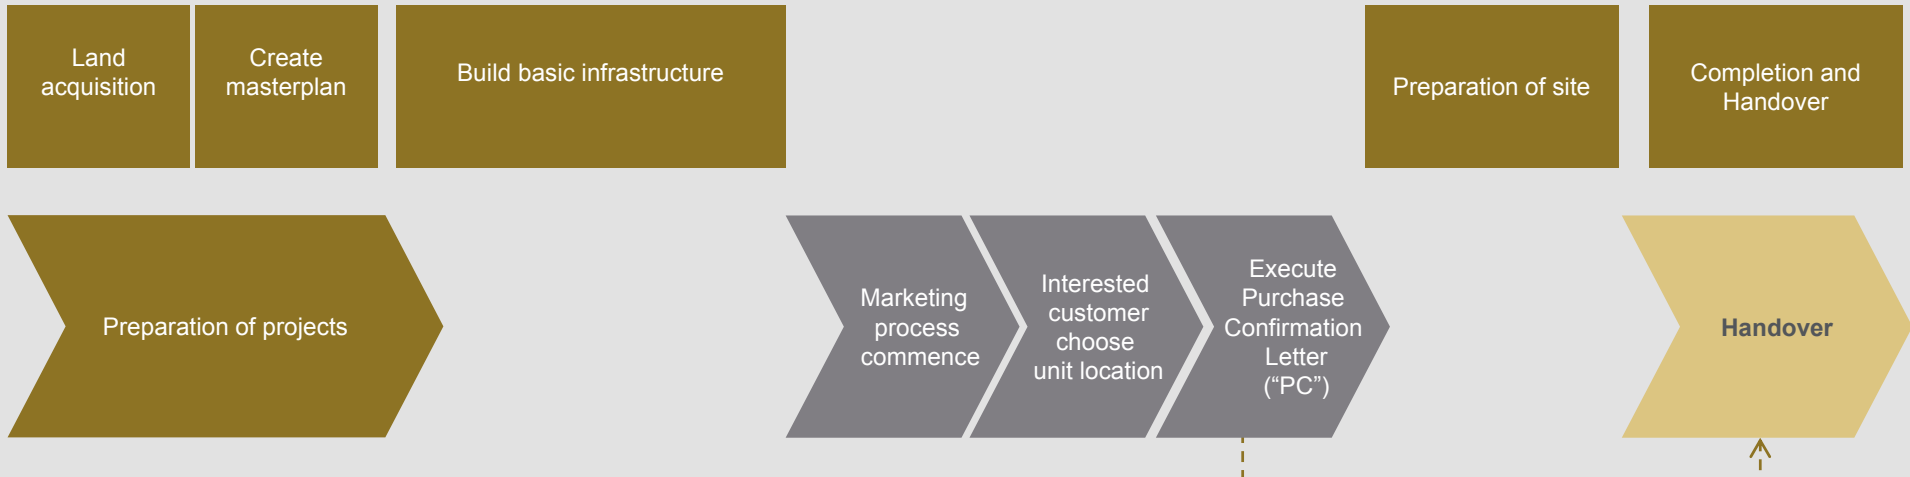 Land
acquisition
Create
masterplan
Build basic infrastructure
Preparation of site
Completion and
Handover
Preparation of projects
Marketing
process
commence
Interested
customer
choose
unit location
Execute
Purchase
Confirmation
Letter
(“PC”)
Handover